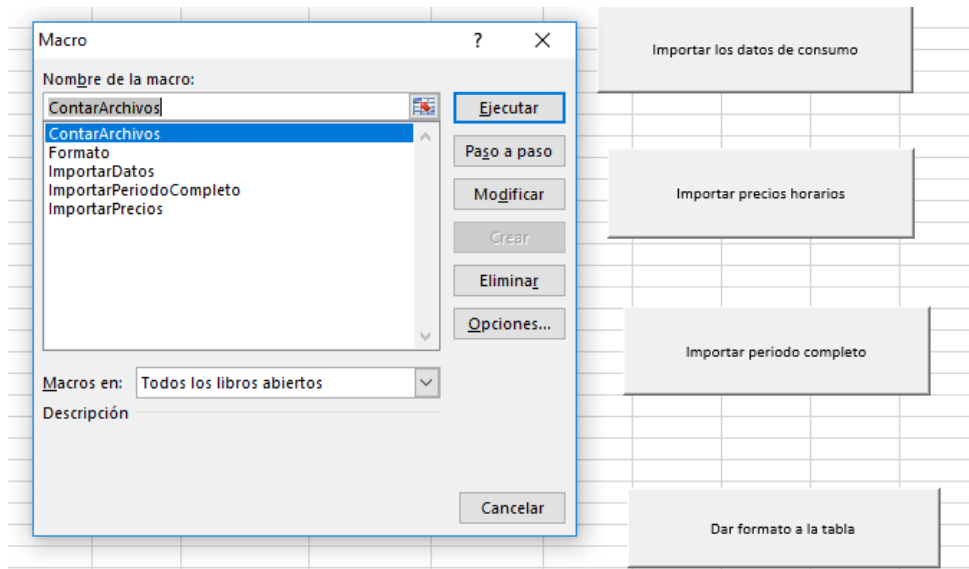 Macro
?
Nombre de la macro:
ContarArchivos
Ejecutar
ContarArchivos
Formato
ImportarDatos
ImportarPeriodoCompleto
ImportarPrecios
Paso a paso
Modificar
Crear
Eliminar
Opciones...
Macros en:
Todos los libros abiertos
Descripción
Cancelar
Importar los datos de consumo
Importar precios horarios
Importar periodo completo
Dar formato a la tabla